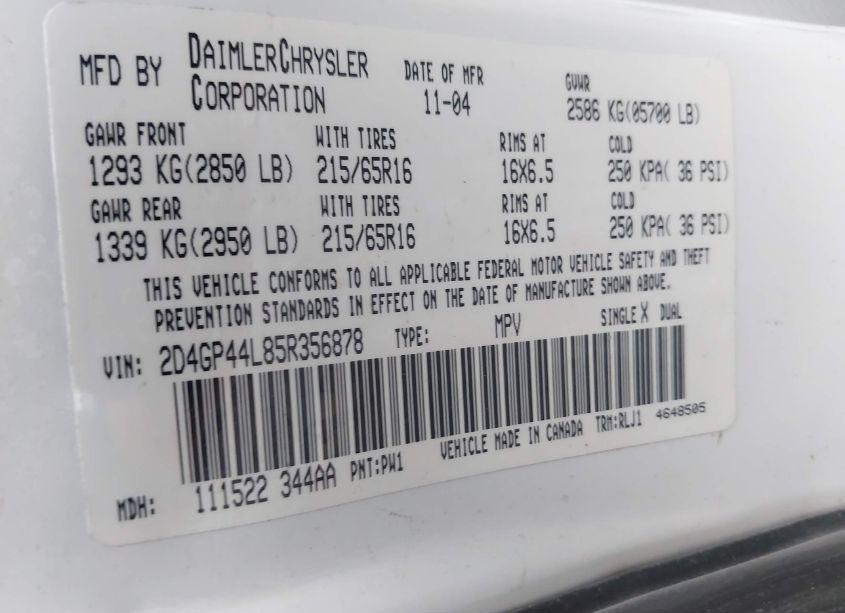 MFD BY DAIMLERCHRYSLER CORPORATION DATE OF MFR 11-04 GVWR 2586 KG(05700 LB)
GAWR FRONT WITH TIRES RIMS AT COLD
1293 KG(2850 LB) 215/65R16 16X6.5 250 KPA( 36 PSI)
GAWR REAR WITH TIRES RIMS AT COLD
1339 KG(2950 LB) 215/65R16 16X6.5 250 KPA( 36 PSI)
THIS VEHICLE CONFORMS TO ALL APPLICABLE FEDERAL MOTOR VEHICLE SAFETY AND THEFT
PREVENTION STANDARDS IN EFFECT ON THE DATE OF MANUFACTURE SHOWN ABOVE.
VIN: 2D4GP44L85R356878 TYPE: MPV SINGLE X DUAL
MDH: 111522 344AA PNT:PW1 VEHICLE MADE IN CANADA TRM:RLJ1 4648505